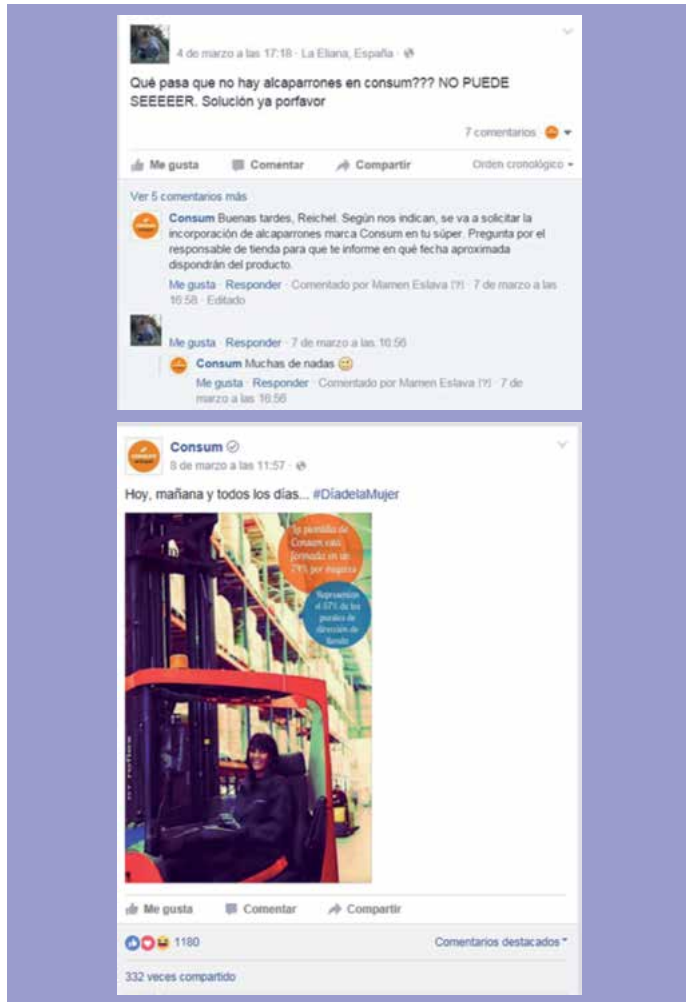 4 de marzo a las 17:18 · La Eliana, España ·
Qué pasa que no hay alcaparrones en consum??? NO PUEDE
SEEEEER. Solución ya porfavor
7 comentarios
Me gusta Comentar Compartir Orden cronológico
Ver 5 comentarios más
Consum Buenas tardes, Reichel. Según nos indican, se va a solicitar la
incorporación de alcaparrones marca Consum en tu súper. Pregunta por el
responsable de tienda para que te informe en qué fecha aproximada
dispondrán del producto.
Me gusta · Responder · Comentado por Mamen Eslava [?] · 7 de marzo a las
16:58 · Editado
Me gusta · Responder · 7 de marzo a las 16:56
Consum Muchas de nadas
Me gusta · Responder · Comentado por Mamen Eslava [?] · 7 de
marzo a las 16:56
Consum
8 de marzo a las 11:57 ·
Hoy, mañana y todos los días... #DíadelaMujer
La plantilla de
Consum está
formada en un
79% por mujeres
Representan
el 67% de los
puestos de
dirección de
tienda
Me gusta Comentar Compartir
1180 Comentarios destacados
332 veces compartido